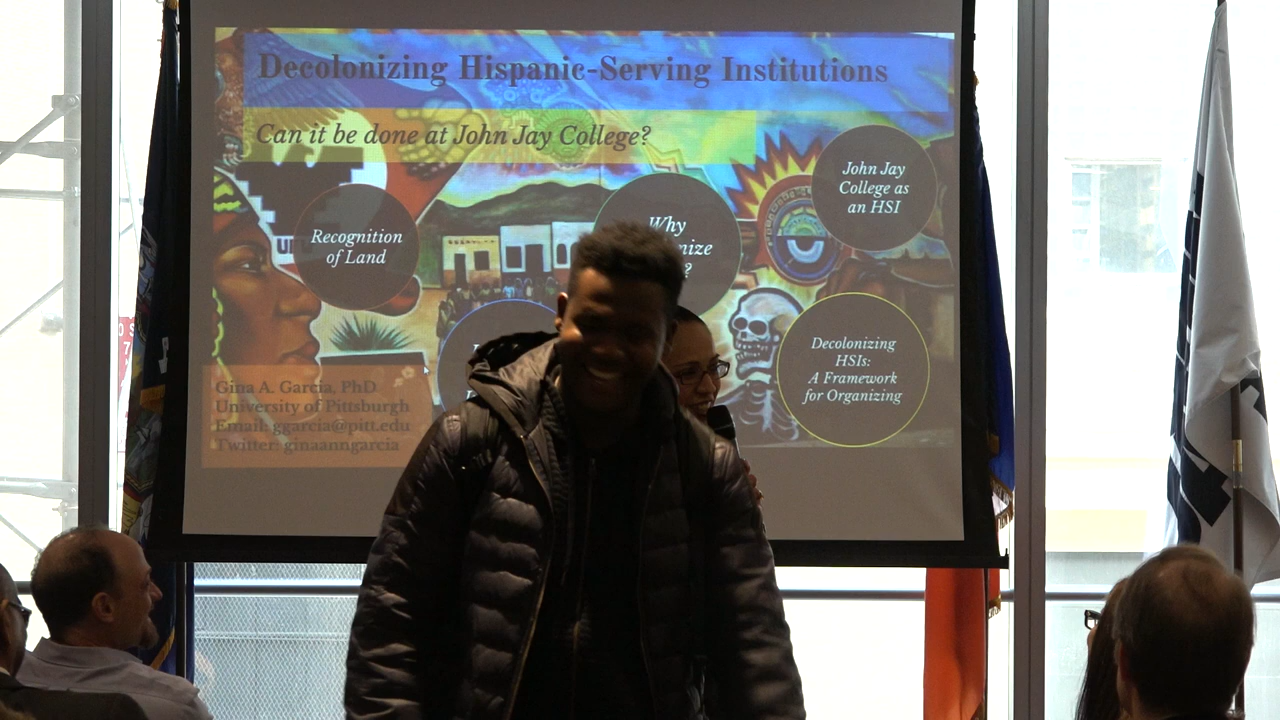 Decolonizing Hispanic-Serving Institutions
Can it be done at John Jay College?
John Jay
College as
an HSI
Recognition
of Land
Why
?
Decolonizing
HSIs:
A Framework
for Organizing
Gina A. Garcia, PhD
University of Pittsburgh
Email: ggarcia@pitt.edu
Twitter: ginaanngarcia